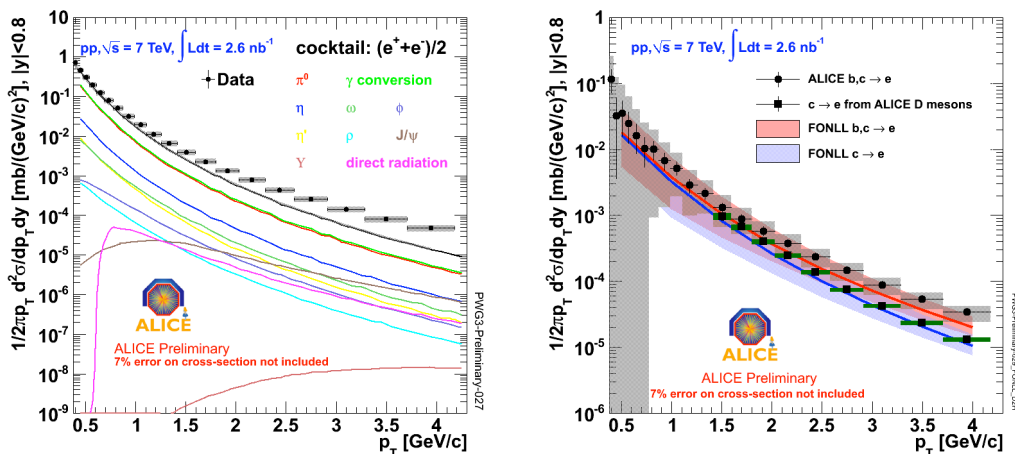 pp,√s = 7 TeV, ∫Ldt = 2.6 nb⁻¹
cocktail: (e⁺+e⁻)/2
Data
π⁰
γ conversion
η
ω
φ
η'
ρ
J/ψ
Υ
direct radiation
ALICE
ALICE Preliminary
7% error on cross-section not included
1/2πp_T d²σ/dp_Tdy [mb/(GeV/c)²], |y|<0.8
10
1
10⁻¹
10⁻²
10⁻³
10⁻⁴
10⁻⁵
10⁻⁶
10⁻⁷
10⁻⁸
10⁻⁹
0.5 1 1.5 2 2.5 3 3.5 4
p_T [GeV/c]
PWG3-Preliminary-027
pp,√s = 7 TeV, ∫Ldt = 2.6 nb⁻¹
ALICE b,c → e
c → e from ALICE D mesons
FONLL b,c → e
FONLL c → e
ALICE
ALICE Preliminary
7% error on cross-section not included
1/2πp_T d²σ/dp_Tdy [mb/(GeV/c)²], |y|<0.8
1
10⁻¹
10⁻²
10⁻³
10⁻⁴
10⁻⁵
10⁻⁶
0.5 1 1.5 2 2.5 3 3.5 4
p_T [GeV/c]